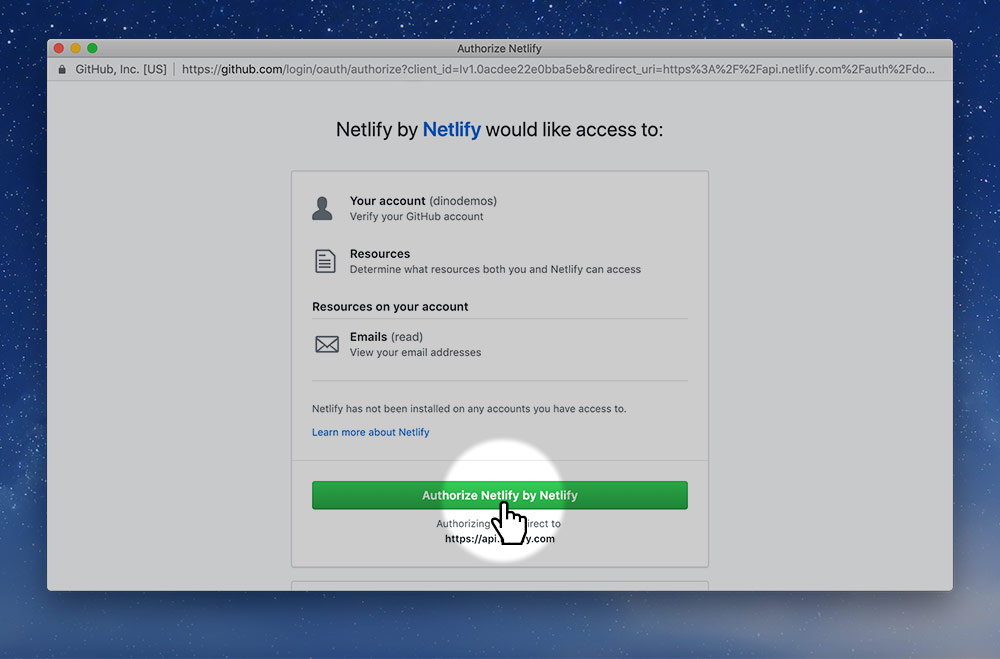 Authorize Netlify
GitHub, Inc. [US] | https://github.com/login/oauth/authorize?client_id=Iv1.0acdee22e0bba5eb&redirect_uri=https%3A%2F%2Fapi.netlify.com%2Fauth%2Fdo...
Netlify by Netlify would like access to:
Your account (dinodemos)
Verify your GitHub account
Resources
Determine what resources both you and Netlify can access
Resources on your account
Emails (read)
View your email addresses
Netlify has not been installed on any accounts you have access to.
Learn more about Netlify
Authorize Netlify by Netlify
Authorizing to
https://api. .com